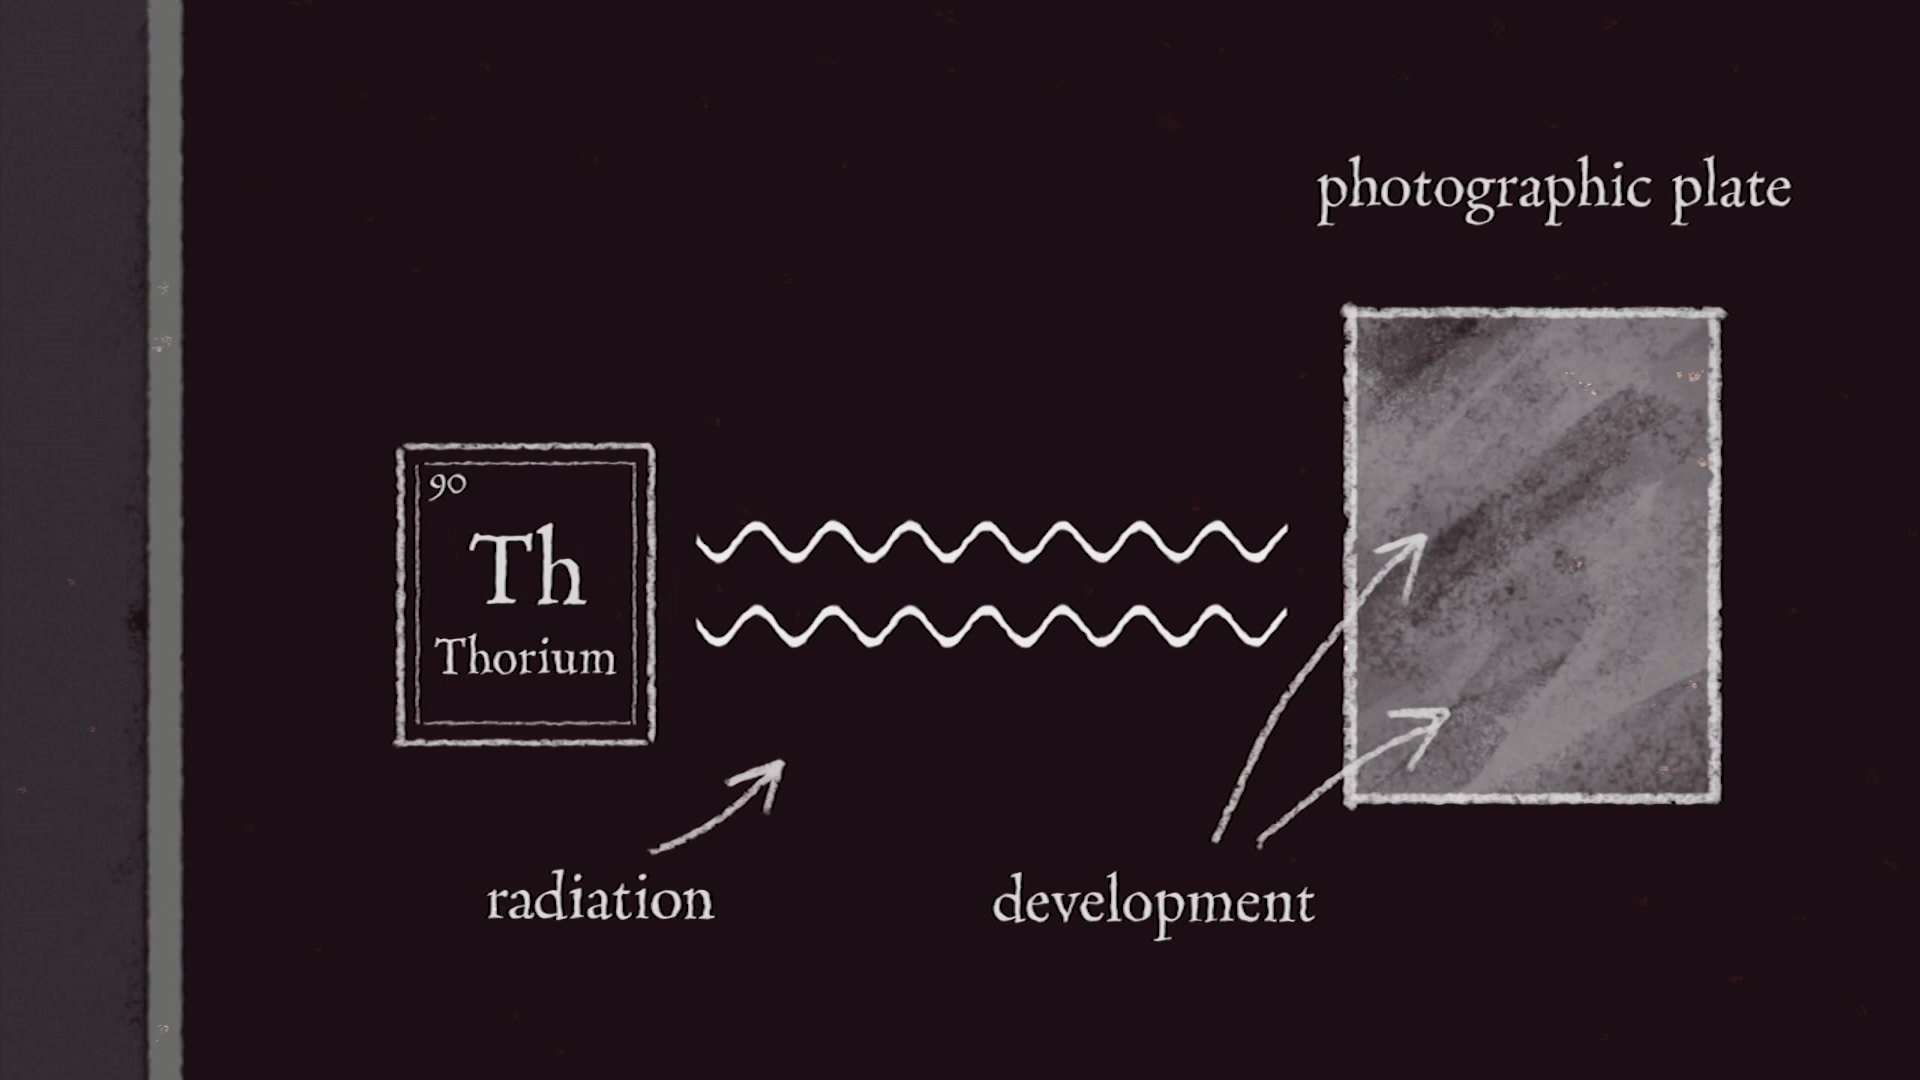 photographic plate
90
Th
Thorium
radiation
development